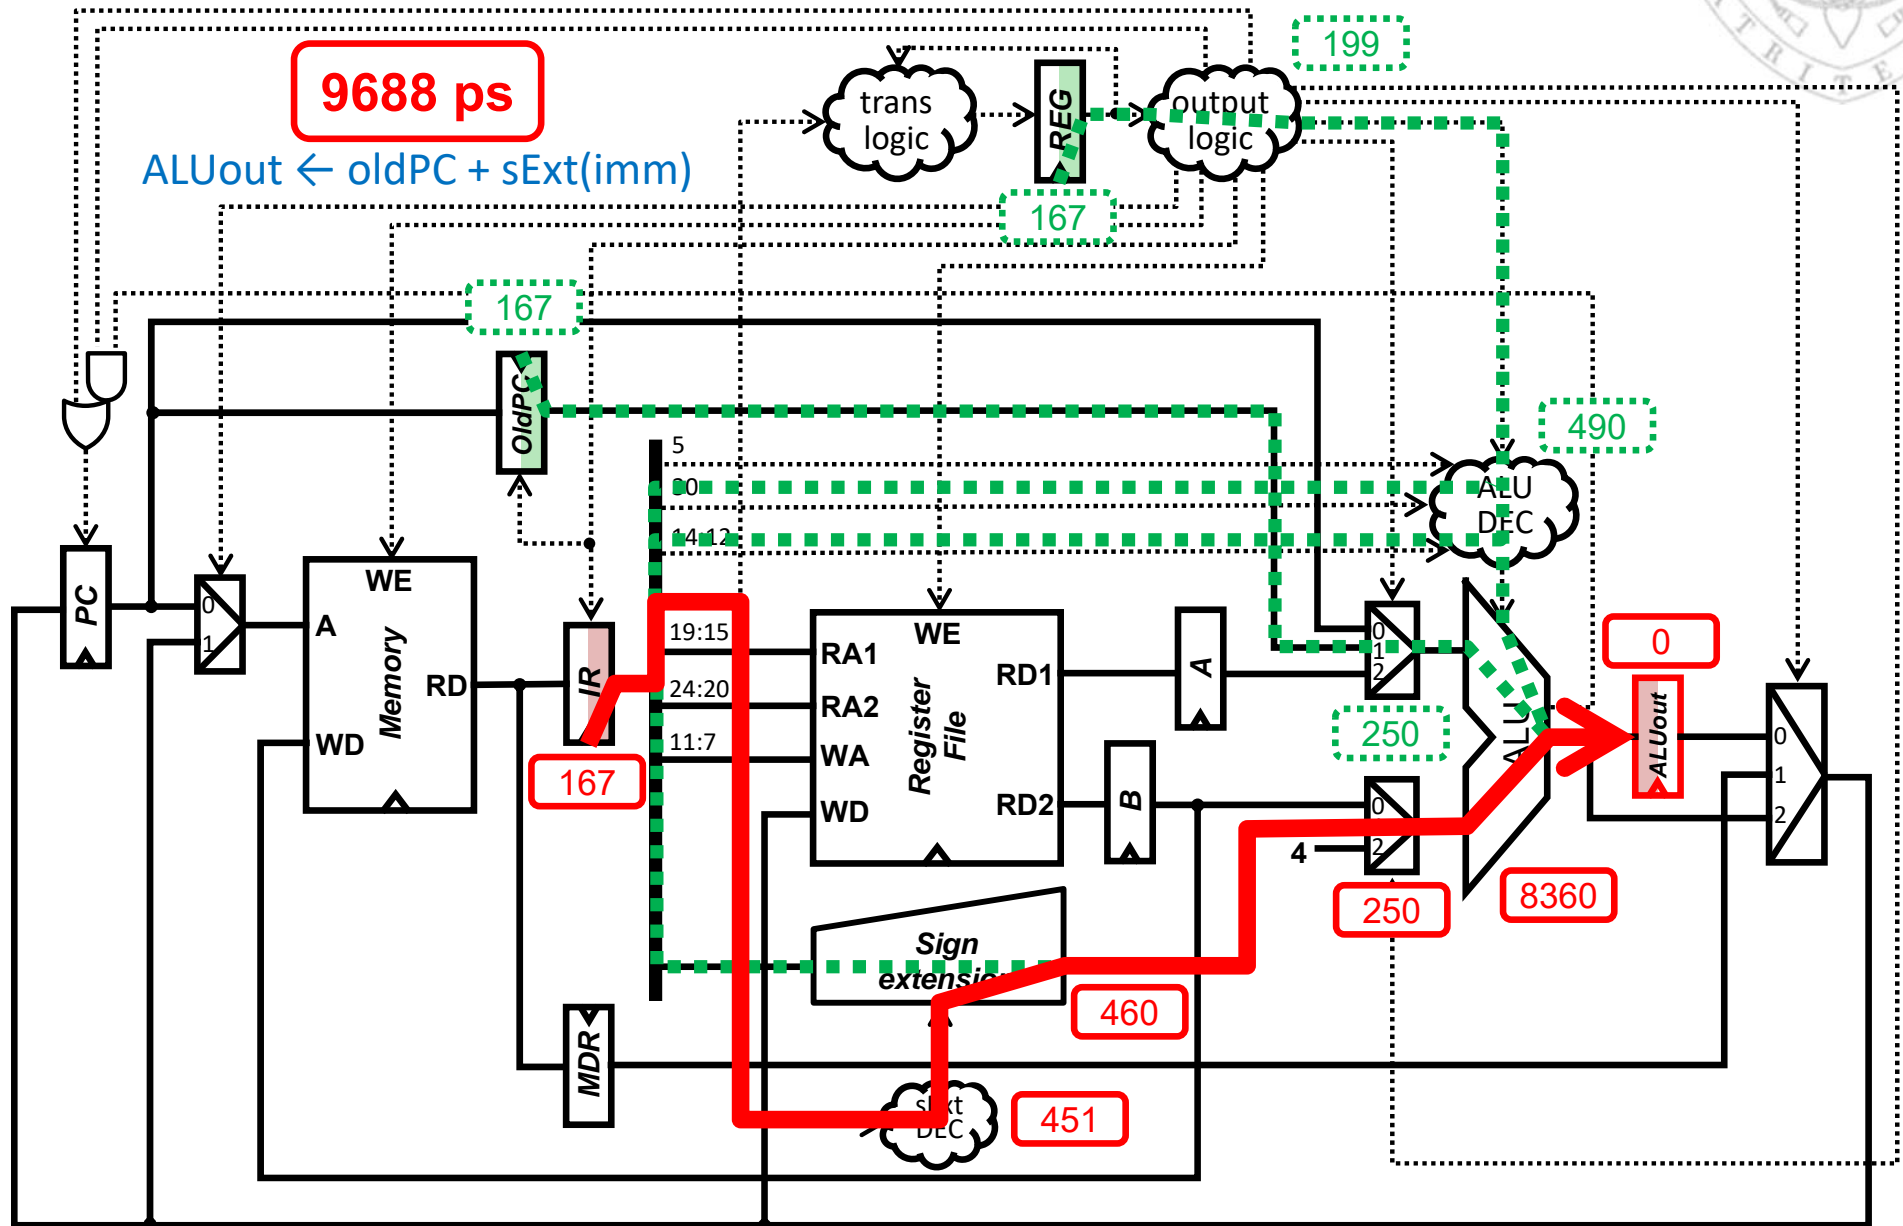 199
9688 ps
trans
logic
REG
output
logic
ALUout ← oldPC + sExt(imm)
167
167
OldPC
490
5
30
14:12
ALU
DEC
PC
0
1
A
WE
Memory
RD
WD
IR
167
19:15
24:20
11:7
WE
RA1
RA2
WA
WD
Register
File
RD1
RD2
A
B
0
1
2
250
0
2
4
250
ALU
8360
0
ALUout
0
1
2
Sign
extension
460
MDR
sExt
DEC
451
T R I T E